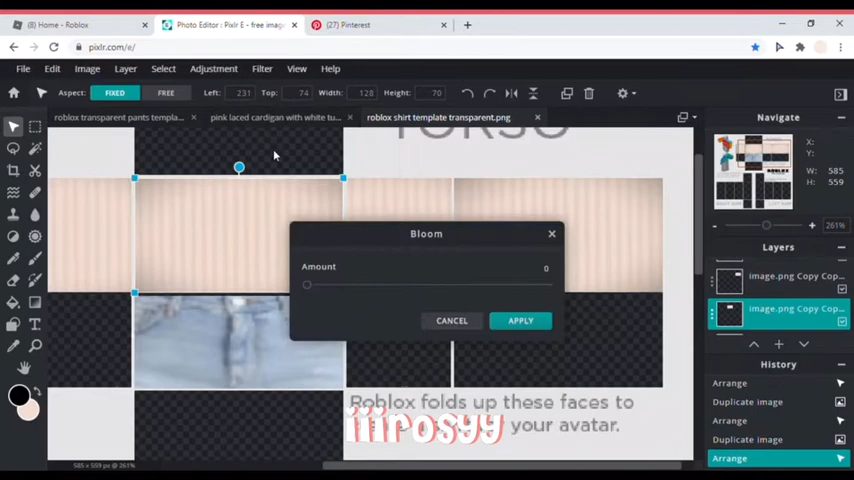 (8) Home - Roblox
Photo Editor : Pixlr E - free imag
(27) Pinterest
pixlr.com/e/
File Edit Image Layer Select Adjustment Filter View Help
Aspect: FIXED FREE Left: 231 Top: 74 Width: 128 Height: 70
roblox transparent pants templa...
pink laced cardigan with white tu...
roblox shirt template transparent.png
TORSO
Navigate
X:
Y:
W: 585
H: 559
261%
Bloom
Amount 0
CANCEL APPLY
Layers
image.png Copy Cop...
image.png Copy Cop...
History
Arrange
Duplicate image
Arrange
Duplicate image
Arrange
Roblox folds up these faces to
your avatar.
iiirosyy
585 x 559 px @ 261%